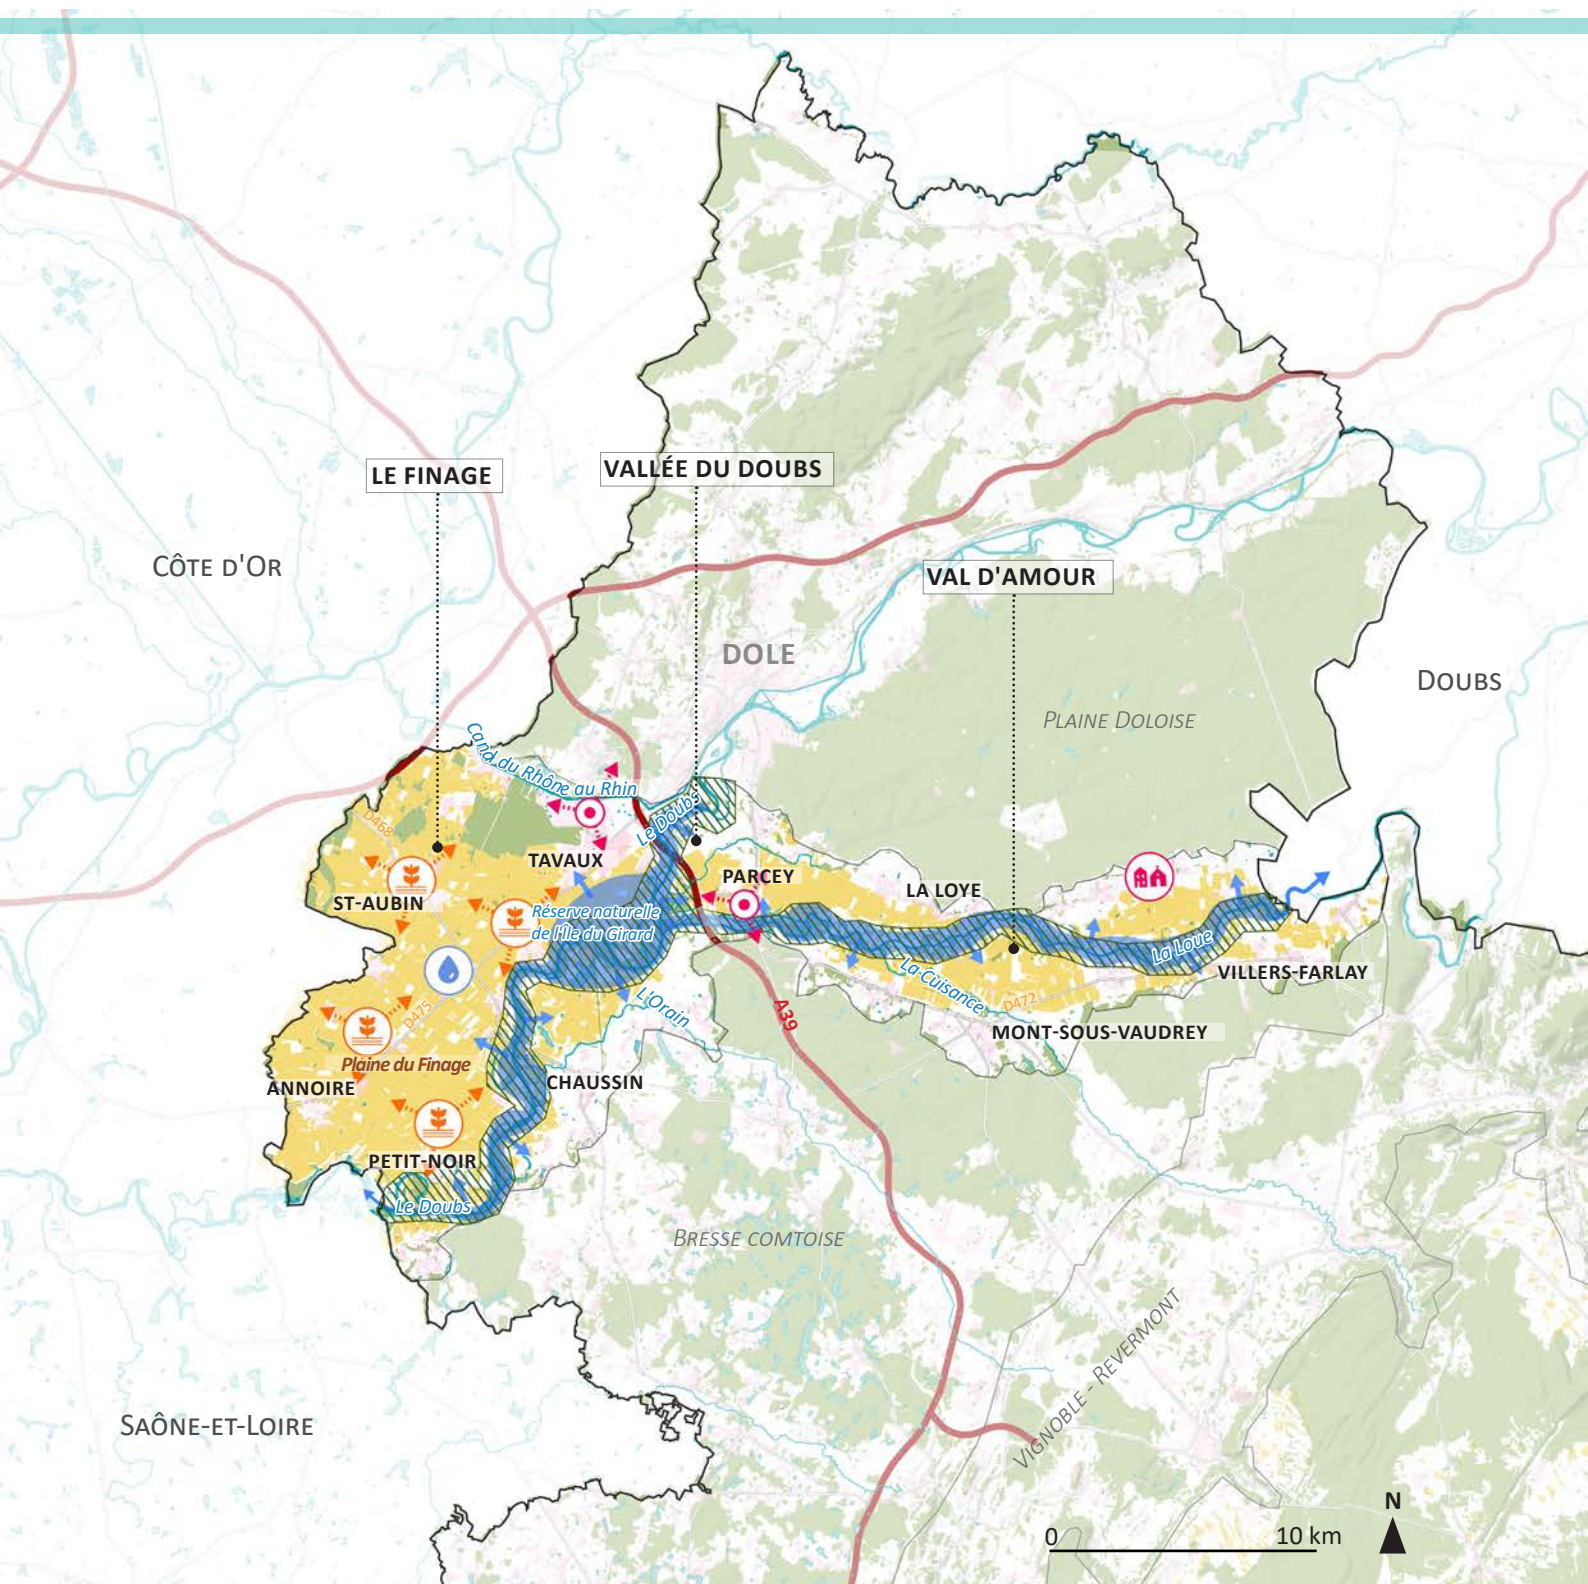 LE FINAGE
VALLÉE DU DOUBS
CÔTE D'OR
VAL D'AMOUR
DOLE
DOUBS
PLAINE DOLOISE
Canal du Rhône au Rhin
Le Doubs
D468
TAVAUX
PARCEY
LA LOYE
ST-AUBIN
Réserve naturelle
de l'Île du Girard
La Loue
La Cuisance
VILLERS-FARLAY
L'Orain
D472
D475
A39
MONT-SOUS-VAUDREY
Plaine du Finage
ANNOIRE
CHAUSSIN
PETIT-NOIR
Le Doubs
BRESSE COMTOISE
VIGNOBLE - REVERMONT
SAÔNE-ET-LOIRE
N
0
10 km